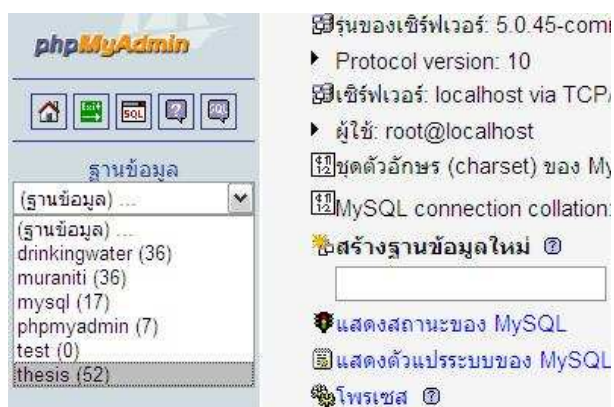 phpMyAdmin
SQL
SQL
ฐานข้อมูล
(ฐานข้อมูล) ...
(ฐานข้อมูล) ...
drinkingwater (36)
muraniti (36)
mysql (17)
phpmyadmin (7)
test (0)
thesis (52)
รุ่นของเซิร์ฟเวอร์: 5.0.45-comm
Protocol version: 10
เซิร์ฟเวอร์: localhost via TCP/
ผู้ใช้: root@localhost
ชุดตัวอักษร (charset) ของ My
MySQL connection collation:
สร้างฐานข้อมูลใหม่
แสดงสถานะของ MySQL
แสดงตัวแปรระบบของ MySQL
โพรเซส